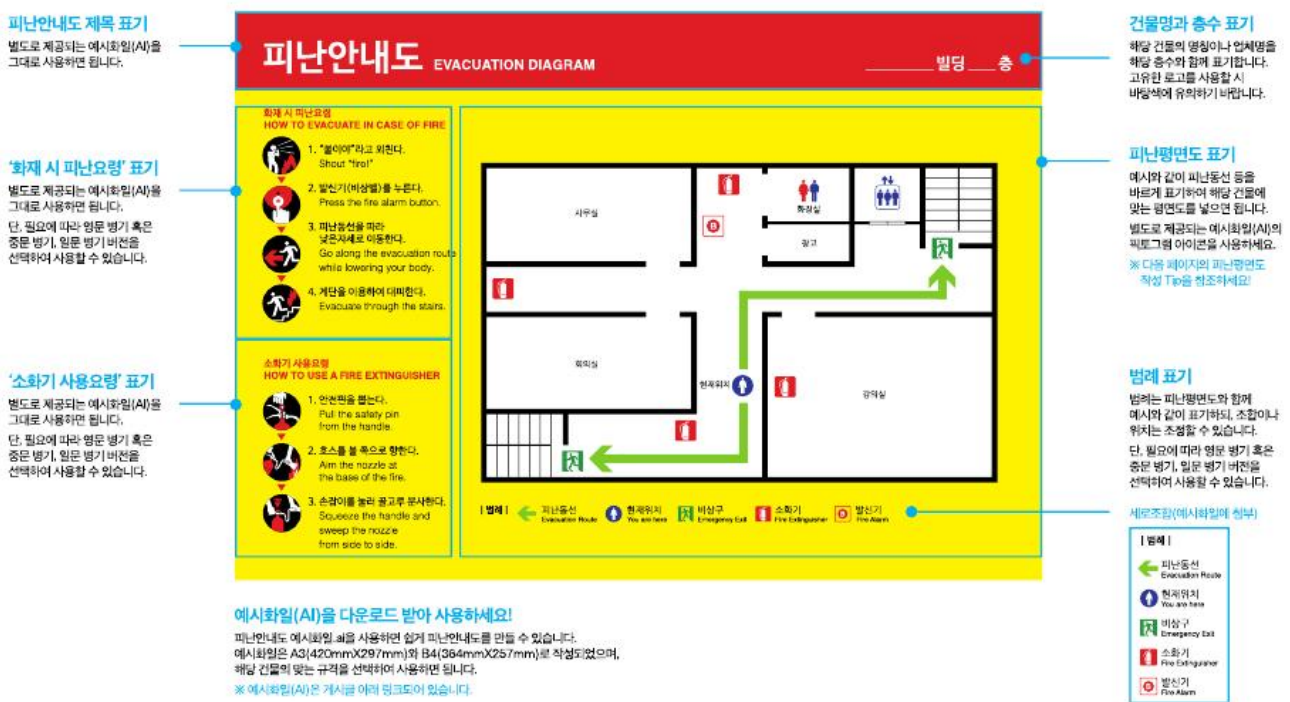 피난안내도 제목 표기
별도로 제공되는 예시화일(AI)을
그대로 사용하면 됩니다.
'화재 시 피난요령' 표기
별도로 제공되는 예시화일(AI)을
그대로 사용하면 됩니다.
단, 필요에 따라 영문 병기 혹은
중문 병기, 일문 병기 버전을
선택하여 사용할 수 있습니다.
'소화기 사용요령' 표기
별도로 제공되는 예시화일(AI)을
그대로 사용하면 됩니다.
단, 필요에 따라 영문 병기 혹은
중문 병기, 일문 병기 버전을
선택하여 사용할 수 있습니다.
피난안내도 EVACUATION DIAGRAM
빌딩 층
화재 시 피난요령
HOW TO EVACUATE IN CASE OF FIRE
1. "불이야"라고 외친다.
Shout "fire!"
2. 발신기(비상벨)를 누른다.
Press the fire alarm button.
3. 피난동선을 따라
낮은자세로 이동한다.
Go along the evacuation route
while lowering your body.
4. 계단을 이용하여 대피한다.
Evacuate through the stairs.
소화기 사용요령
HOW TO USE A FIRE EXTINGUISHER
1. 안전핀을 뽑는다.
Pull the safety pin
from the handle.
2. 호스를 불 쪽으로 향한다.
Aim the nozzle at
the base of the fire.
3. 손잡이를 눌러 골고루 분사한다.
Squeeze the handle and
sweep the nozzle
from side to side.
사무실
화장실
창고
회의실
현재위치
강의실
B
| 범례 |
피난동선
Evacuation Route
현재위치
You are here
비상구
Emergency Exit
소화기
Fire Extinguisher
B
발신기
Fire Alarm
건물명과 층수 표기
해당 건물의 명칭이나 업체명을
해당 층수와 함께 표기합니다.
고유한 로고를 사용할 시
바탕색에 유의하기 바랍니다.
피난평면도 표기
예시와 같이 피난동선 등을
바르게 표기하여 해당 건물에
맞는 평면도를 넣으면 됩니다.
별도로 제공되는 예시화일(AI)의
픽토그램 아이콘을 사용하세요.
※ 다음 페이지의 피난평면도
작성 Tip을 참조하세요!
범례 표기
범례는 피난평면도와 함께
예시와 같이 표기하되, 조합이나
위치는 조정할 수 있습니다.
단, 필요에 따라 영문 병기 혹은
중문 병기, 일문 병기 버전을
선택하여 사용할 수 있습니다.
세로조합(예시화일에 첨부)
| 범례 |
피난동선
Evacuation Route
현재위치
You are here
비상구
Emergency Exit
소화기
Fire Extinguisher
B
발신기
Fire Alarm
예시화일(AI)을 다운로드 받아 사용하세요!
피난안내도 예시화일.ai을 사용하면 쉽게 피난안내도를 만들 수 있습니다.
예시화일은 A3(420mmX297mm)와 B4(364mmX257mm)로 작성되었으며,
해당 건물의 맞는 규격을 선택하여 사용하면 됩니다.
※ 예시화일(AI)은 게시글 아래 링크되어 있습니다.